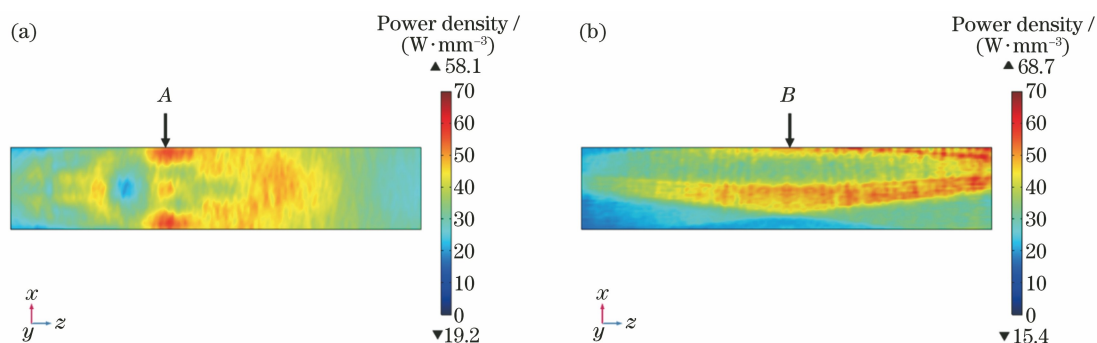 (a)
Power density /
(W·mm⁻³)
▲58.1
A
70
60
50
40
30
20
10
0
▼19.2
x
y z
(b)
Power density /
(W·mm⁻³)
▲68.7
B
70
60
50
40
30
20
10
0
▼15.4
x
y z